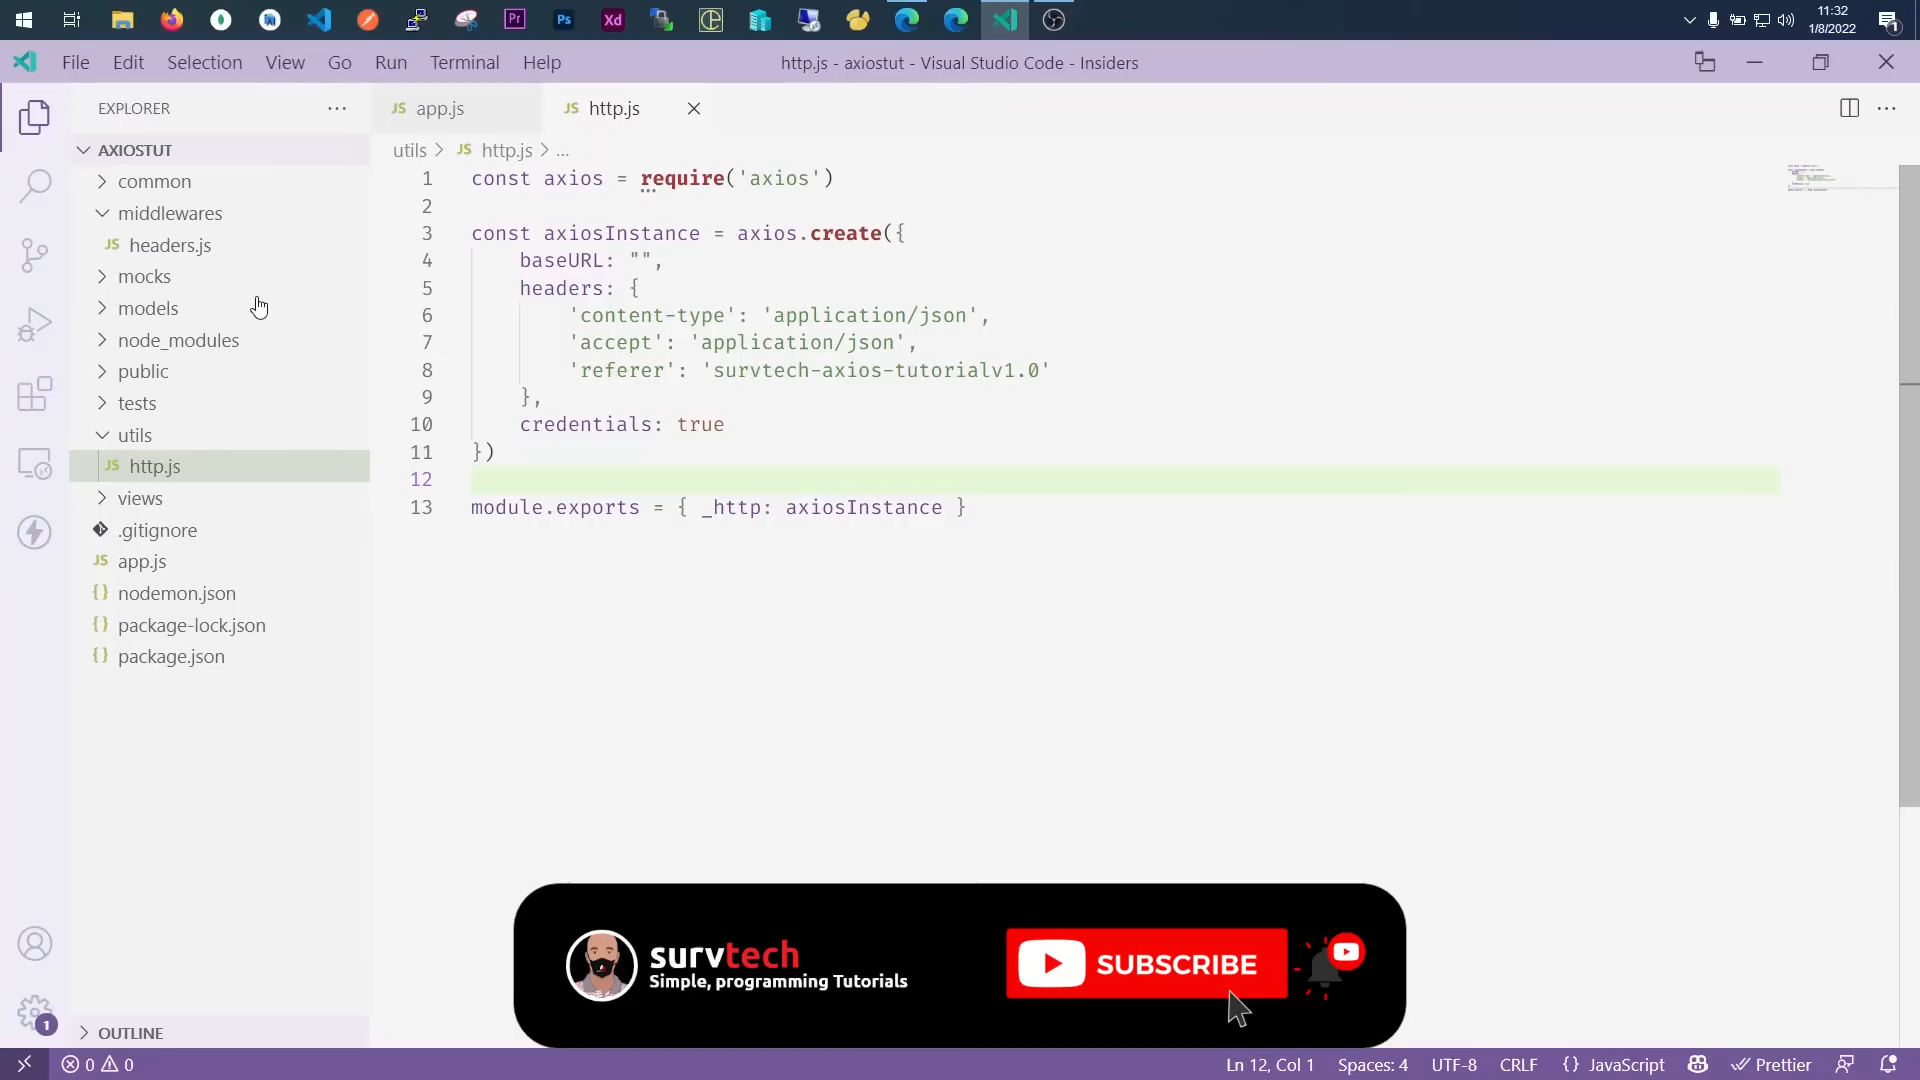 Pr
Ps
Xd
11:32
1/8/2022
1
File Edit Selection View Go Run Terminal Help
http.js - axiostut - Visual Studio Code - Insiders
EXPLORER
JS app.js
JS http.js
AXIOSTUT
utils > JS http.js > ...
common
middlewares
JS headers.js
mocks
models
node_modules
public
tests
utils
JS http.js
views
.gitignore
JS app.js
{} nodemon.json
{} package-lock.json
{} package.json
OUTLINE
1
1 const axios = require('axios')
2
3 const axiosInstance = axios.create({
4 baseURL: "",
5 headers: {
6 'content-type': 'application/json',
7 'accept': 'application/json',
8 'referer': 'survtech-axios-tutorialv1.0'
9 },
10 credentials: true
11 })
12
13 module.exports = { _http: axiosInstance }
survtech
Simple, programming Tutorials
SUBSCRIBE
0 0
Ln 12, Col 1 Spaces: 4 UTF-8 CRLF {} JavaScript Prettier